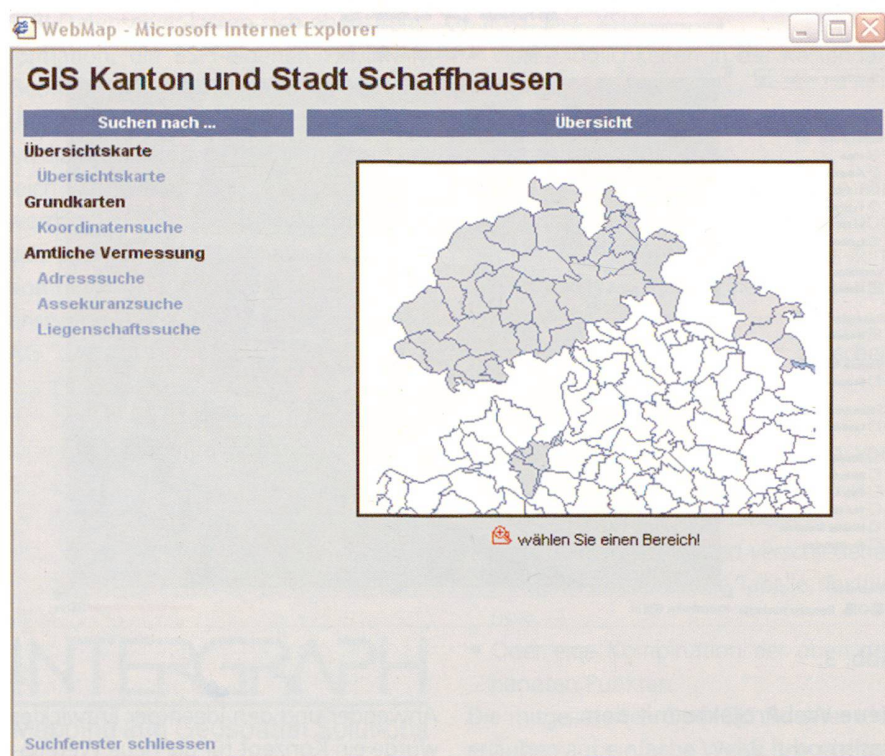 WebMap - Microsoft Internet Explorer
GIS Kanton und Stadt Schaffhausen
Suchen nach ...
Übersichtskarte
Übersichtskarte
Grundkarten
Koordinatensuche
Amtliche Vermessung
Adresssuche
Assekuranzsuche
Liegenschaftssuche
Suchfenster schliessen
Übersicht
wählen Sie einen Bereich!